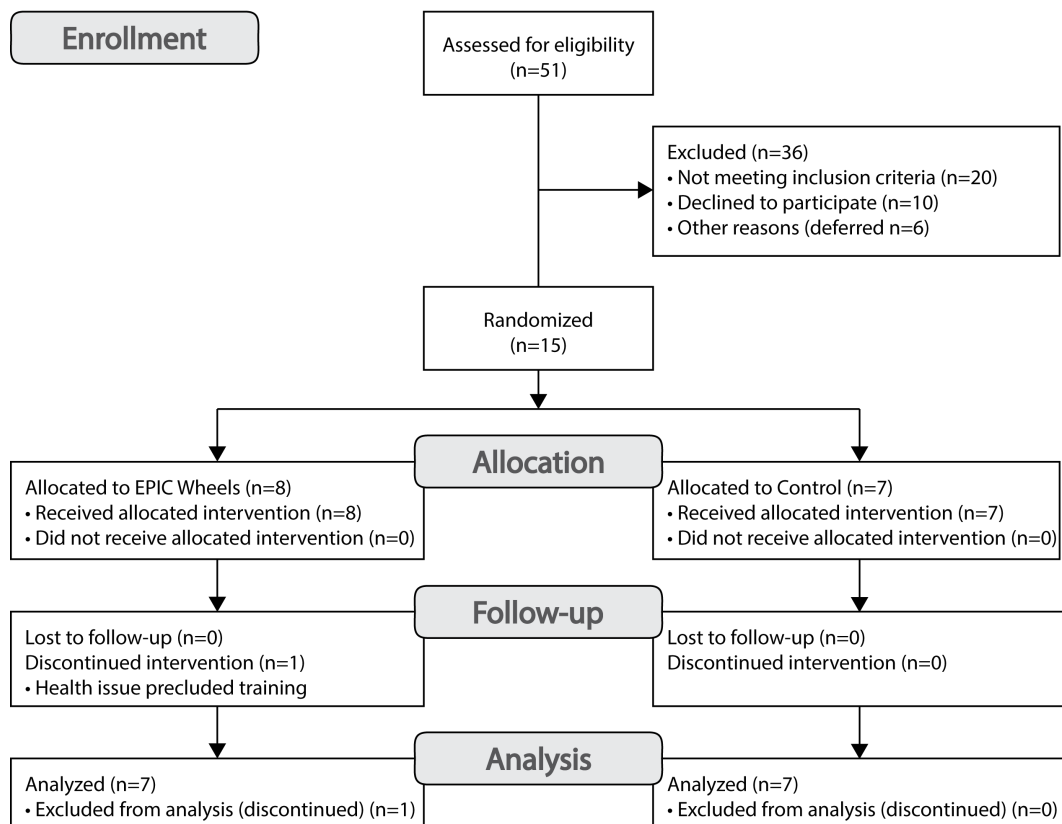 Enrollment
Assessed for eligibility
(n=51)
Excluded (n=36)
• Not meeting inclusion criteria (n=20)
• Declined to participate (n=10)
• Other reasons (deferred n=6)
Randomized
(n=15)
Allocation
Allocated to EPIC Wheels (n=8)
• Received allocated intervention (n=8)
• Did not receive allocated intervention (n=0)
Allocated to Control (n=7)
• Received allocated intervention (n=7)
• Did not receive allocated intervention (n=0)
Follow-up
Lost to follow-up (n=0)
Discontinued intervention (n=1)
• Health issue precluded training
Lost to follow-up (n=0)
Discontinued intervention (n=0)
Analysis
Analyzed (n=7)
• Excluded from analysis (discontinued) (n=1)
Analyzed (n=7)
• Excluded from analysis (discontinued) (n=0)